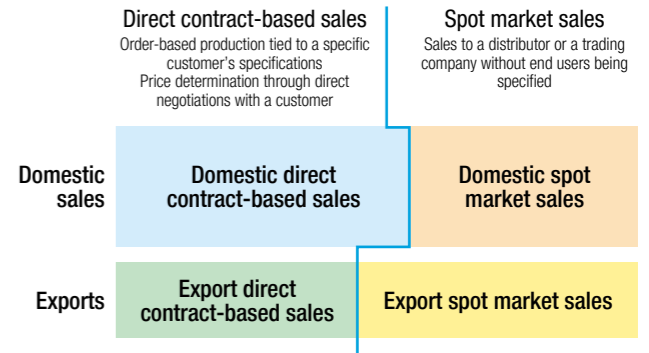 Direct contract-based sales
Order-based production tied to a specific
customer's specifications
Price determination through direct
negotiations with a customer
Spot market sales
Sales to a distributor or a trading
company without end users being
specified
Domestic
sales
Domestic direct
contract-based sales
Domestic spot
market sales
Exports
Export direct
contract-based sales
Export spot market sales